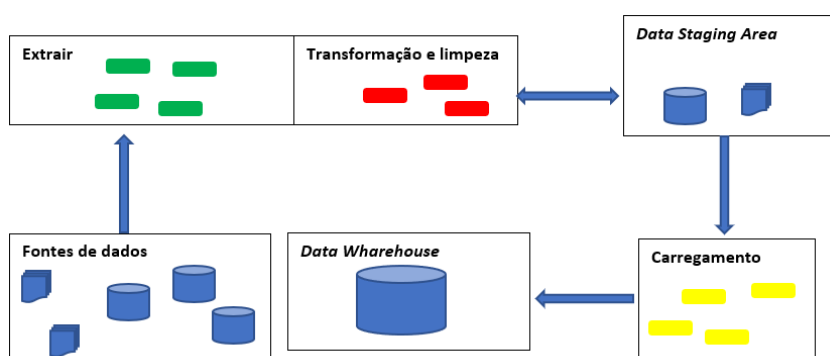 Extrair
Transformação e limpeza
Data Staging Area
Fontes de dados
Data Wharehouse
Carregamento